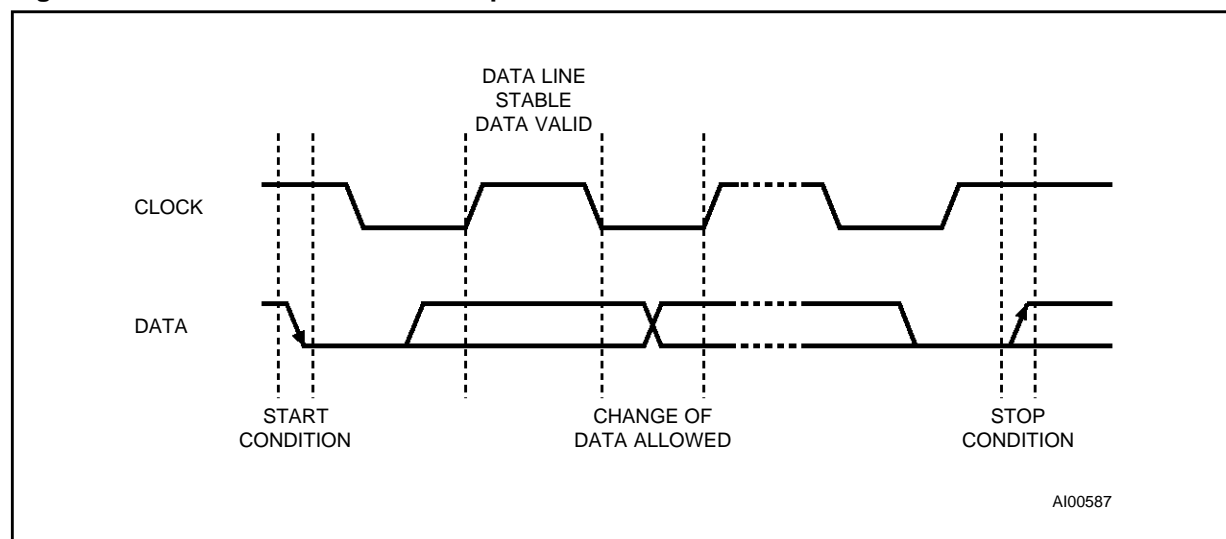 DATA LINE
STABLE
DATA VALID
CLOCK
DATA
START
CONDITION
CHANGE OF
DATA ALLOWED
STOP
CONDITION
AI00587